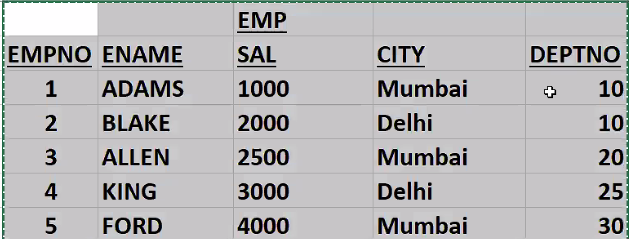 EMP
EMPNO ENAME SAL CITY DEPTNO
1 ADAMS 1000 Mumbai 10
2 BLAKE 2000 Delhi 10
3 ALLEN 2500 Mumbai 20
4 KING 3000 Delhi 25
5 FORD 4000 Mumbai 30